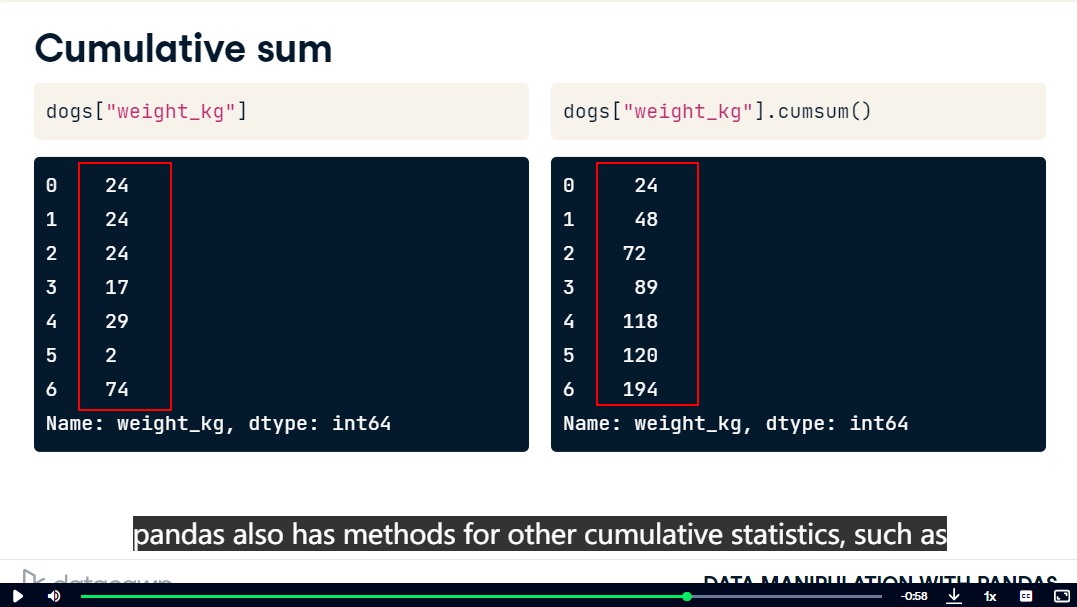 Cumulative sum
dogs["weight_kg"]
0 24
1 24
2 24
3 17
4 29
5 2
6 74
Name: weight_kg, dtype: int64
dogs["weight_kg"].cumsum()
0 24
1 48
2 72
3 89
4 118
5 120
6 194
Name: weight_kg, dtype: int64
pandas also has methods for other cumulative statistics, such as
datacamp
DATA MANIPULATION WITH PANDAS
-0:58
1x
CC